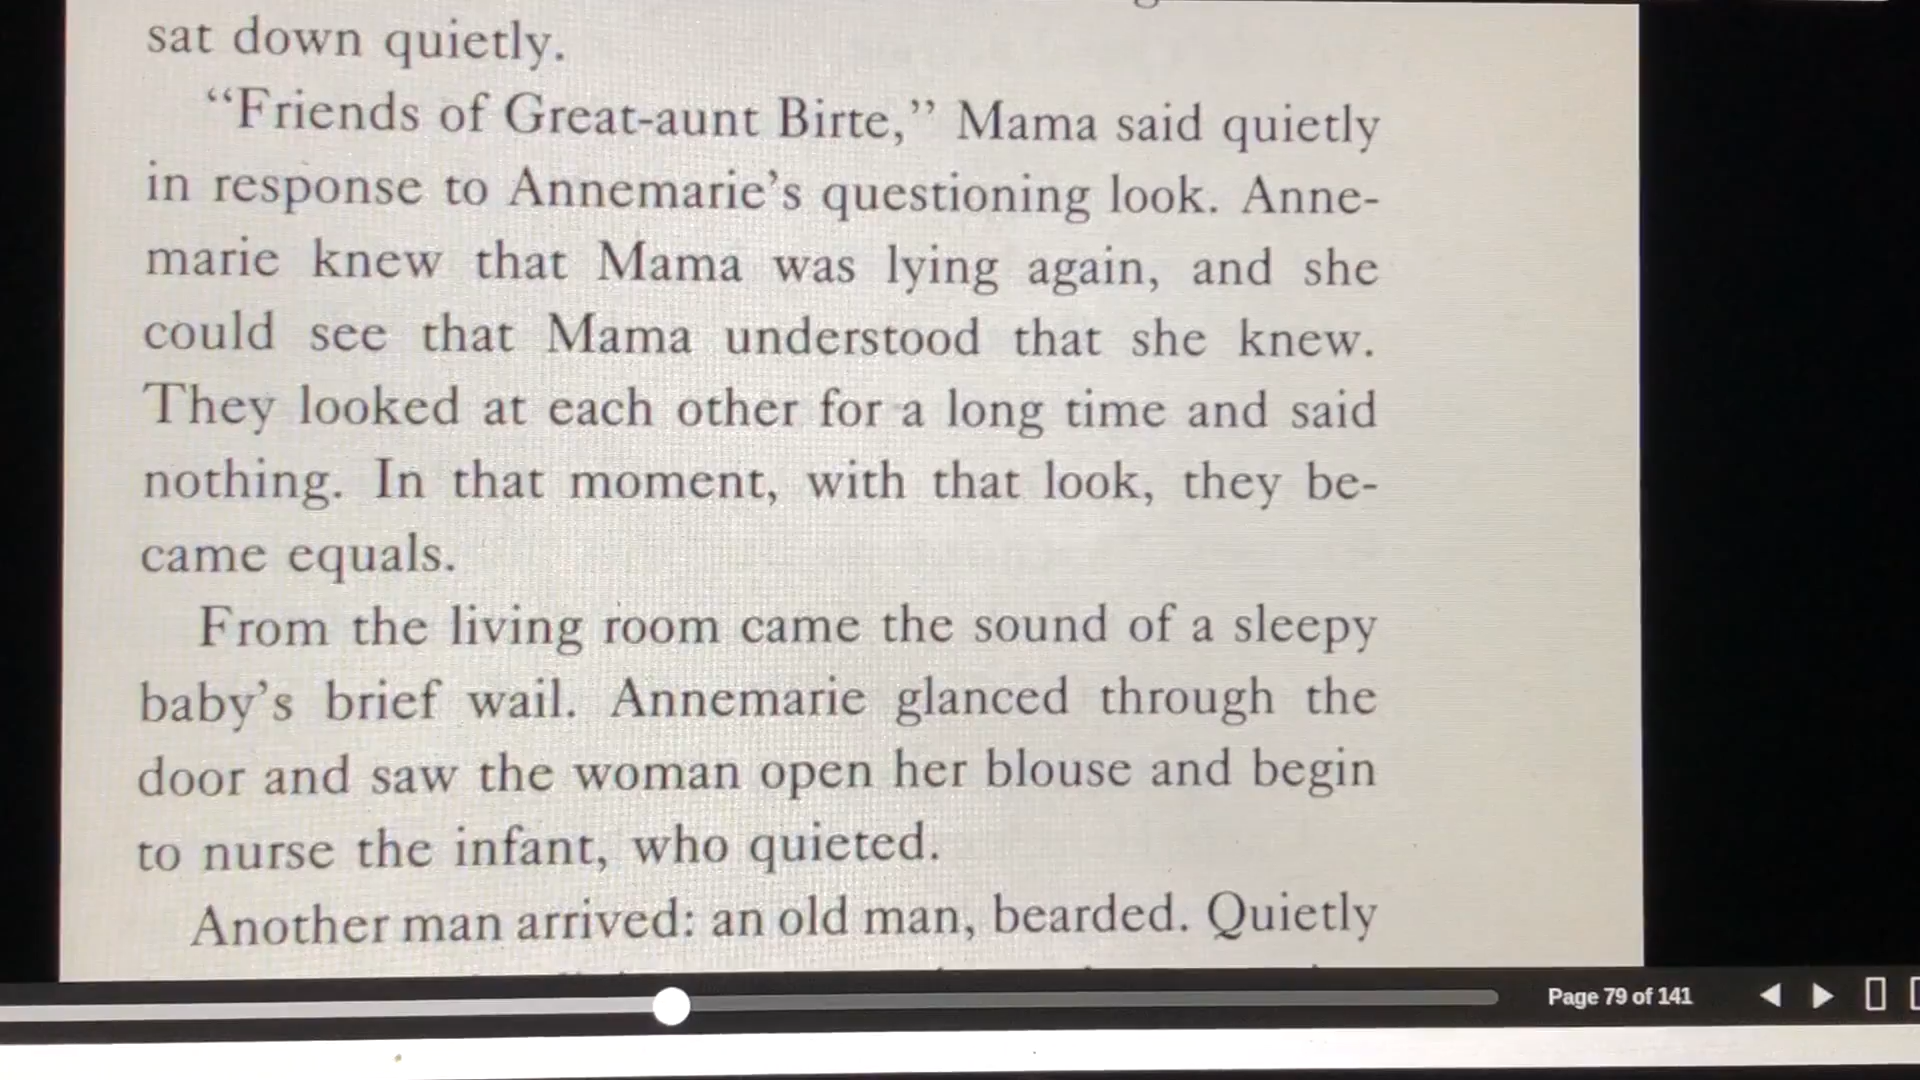 sat down quietly.
“Friends of Great-aunt Birte,” Mama said quietly
in response to Annemarie’s questioning look. Anne-
marie knew that Mama was lying again, and she
could see that Mama understood that she knew.
They looked at each other for a long time and said
nothing. In that moment, with that look, they be-
came equals.
From the living room came the sound of a sleepy
baby’s brief wail. Annemarie glanced through the
door and saw the woman open her blouse and begin
to nurse the infant, who quieted.
Another man arrived: an old man, bearded. Quietly
Page 79 of 141